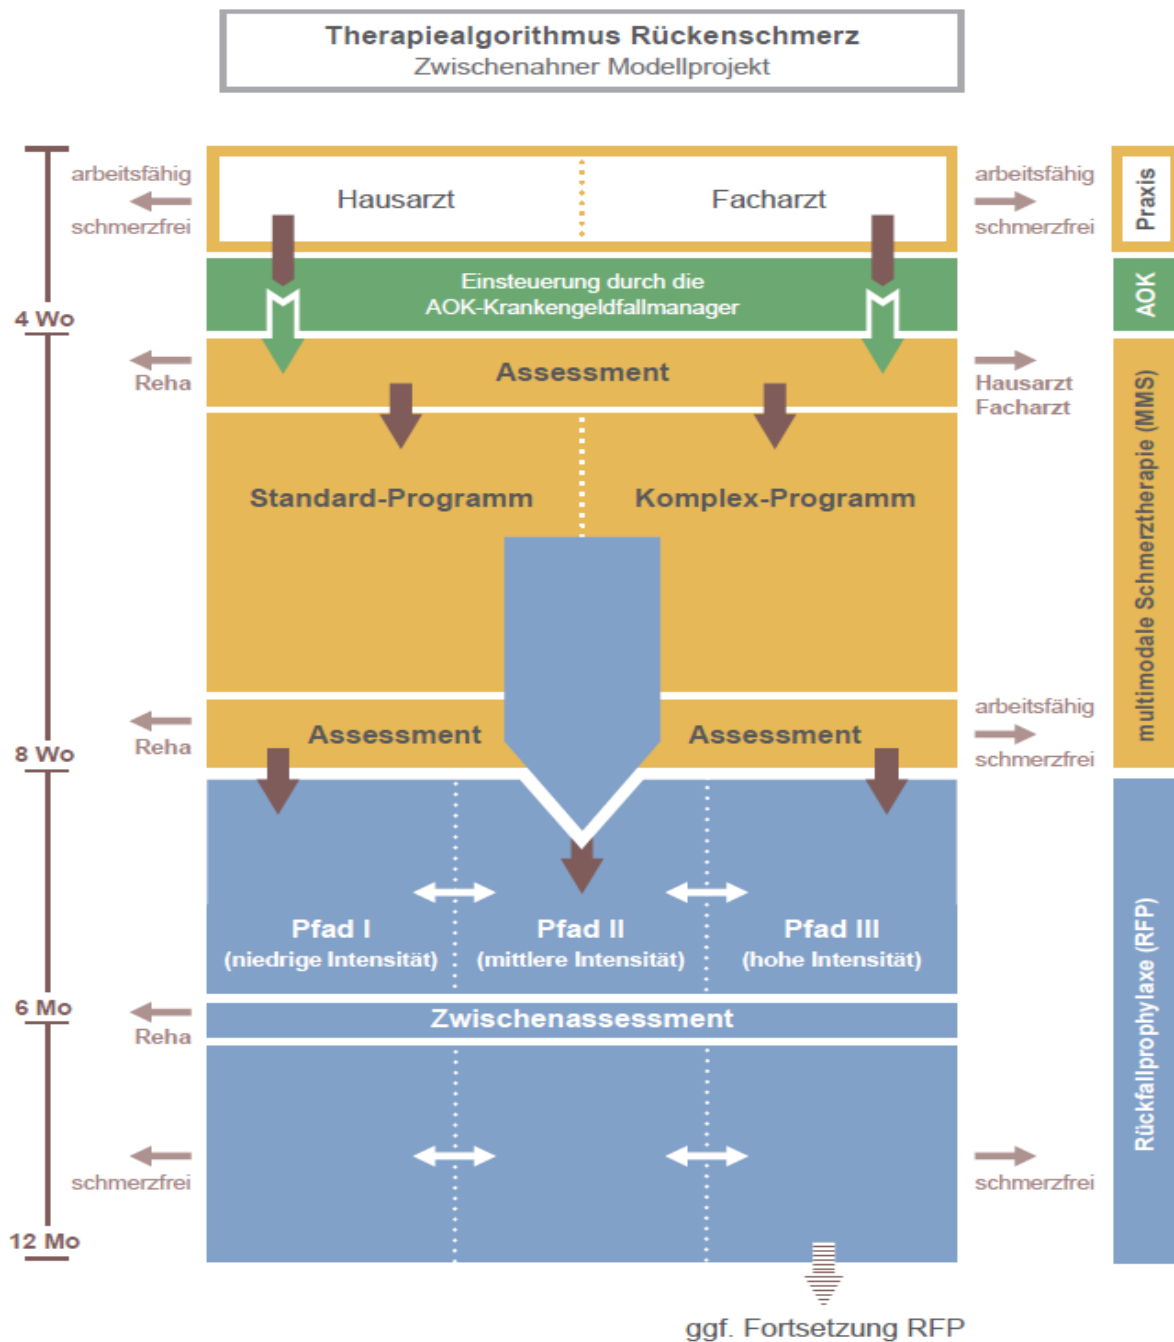 Therapiealgorithmus Rückenschmerz
Zwischenahner Modellprojekt
arbeitsfähig
schmerzfrei
Hausarzt
Facharzt
arbeitsfähig
schmerzfrei
Praxis
Einsteuerung durch die
AOK-Krankengeldfallmanager
AOK
4 Wo
Reha
Assessment
Hausarzt
Facharzt
Standard-Programm
Komplex-Programm
multimodale Schmerztherapie (MMS)
Reha
Assessment
Assessment
arbeitsfähig
schmerzfrei
8 Wo
Pfad I
(niedrige Intensität)
Pfad II
(mittlere Intensität)
Pfad III
(hohe Intensität)
Rückfallprophylaxe (RFP)
6 Mo
Reha
Zwischenassessment
schmerzfrei
schmerzfrei
12 Mo
ggf. Fortsetzung RFP